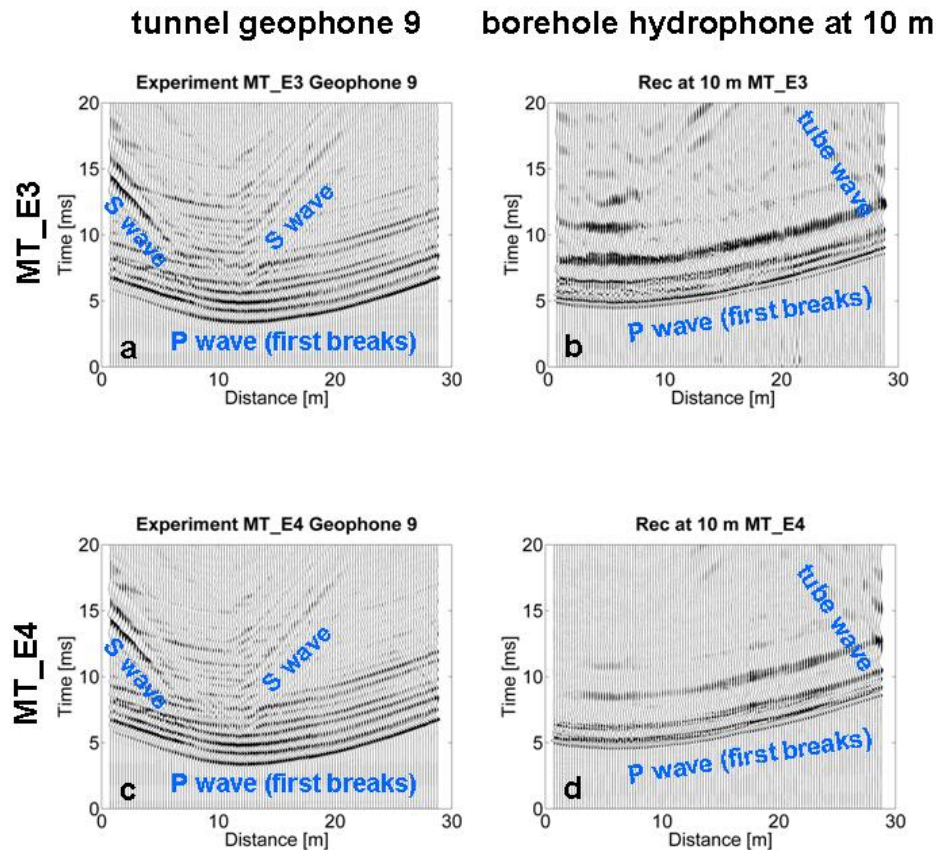 tunnel geophone 9
borehole hydrophone at 10 m
MT_E3
Experiment MT_E3 Geophone 9
20
15
10
5
0
Time [ms]
S wave
S wave
P wave (first breaks)
a
0
10
20
30
Distance [m]
Rec at 10 m MT_E3
20
15
10
5
0
Time [ms]
tube wave
P wave (first breaks)
b
0
10
20
30
Distance [m]
MT_E4
Experiment MT_E4 Geophone 9
20
15
10
5
0
Time [ms]
S wave
S wave
P wave (first breaks)
c
0
10
20
30
Distance [m]
Rec at 10 m MT_E4
20
15
10
5
0
Time [ms]
tube wave
P wave (first breaks)
d
0
10
20
30
Distance [m]